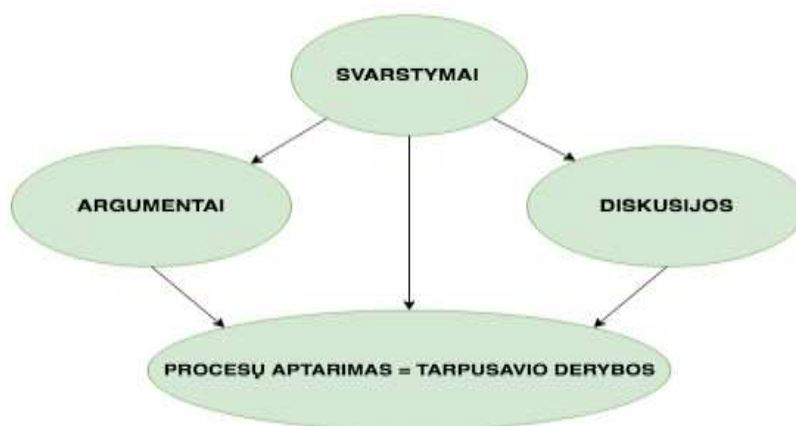 SVARSTYMAI
ARGUMENTAI
DISKUSIJOS
PROCESŲ APTARIMAS = TARPUSAVIO DERYBOS